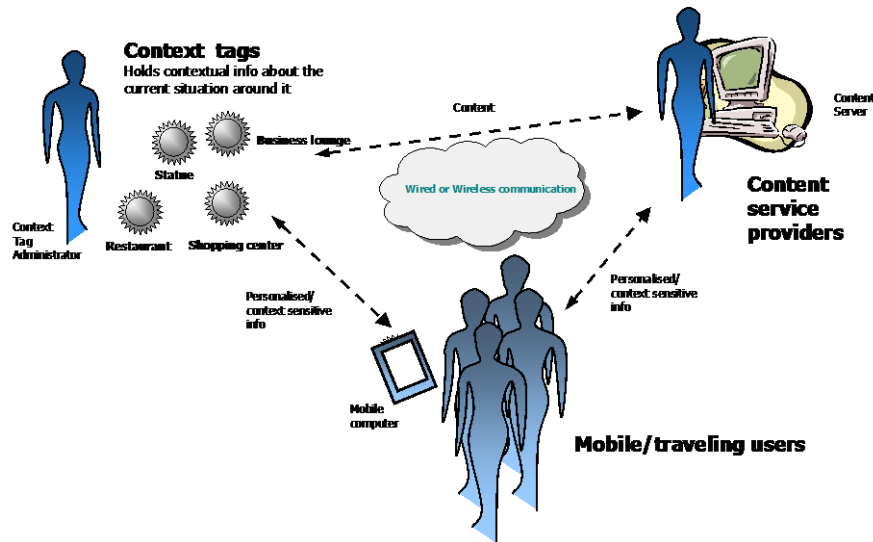 Context tags
Holds contextual info about the
current situation around it
Business lounge
Statue
Restaurant
Shopping center
Context
Tag
Administrator
Content
Wired or Wireless communication
Content
Server
Content
service
providers
Personalised/
context sensitive
info
Personalised/
context sensitive
info
Mobile
computer
Mobile/traveling users